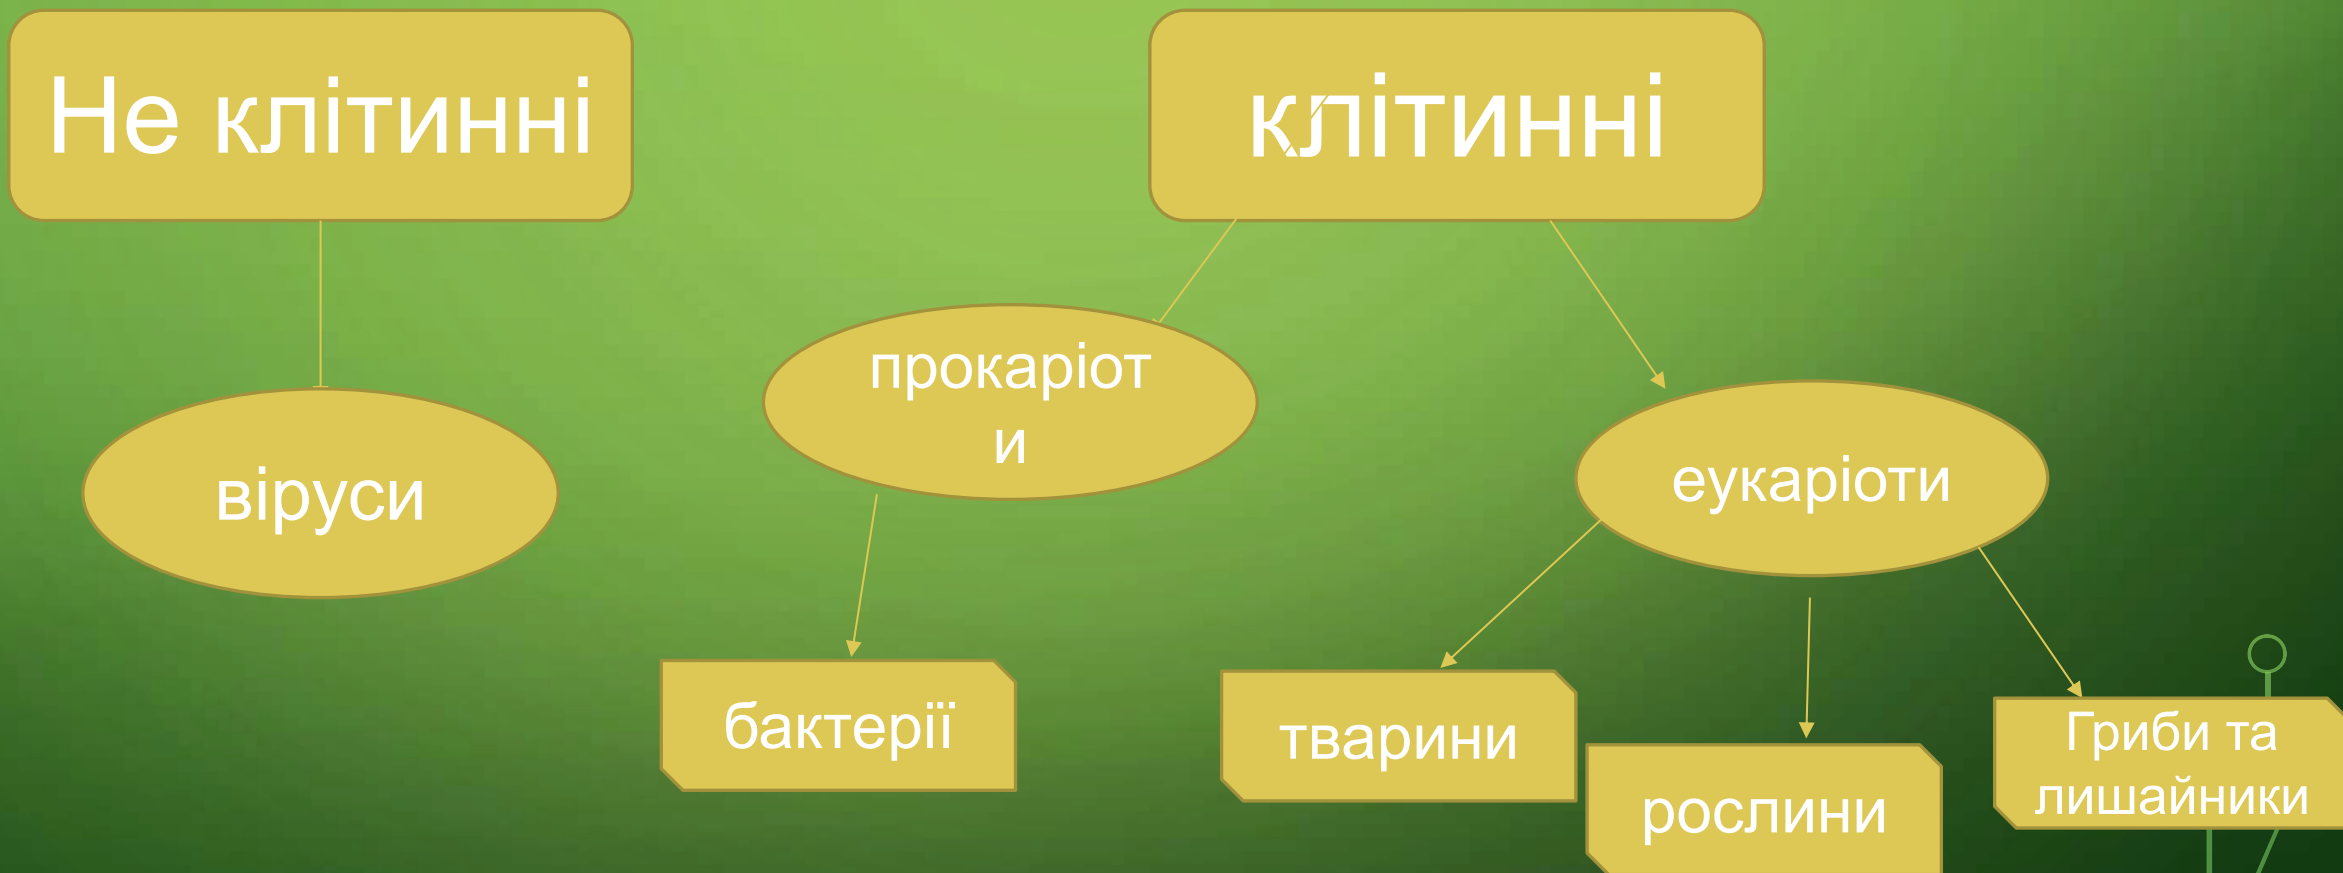 Не клітинні
клітинні
прокаріот
и
віруси
еукаріоти
бактерії
тварини
рослини
Гриби та
лишайники